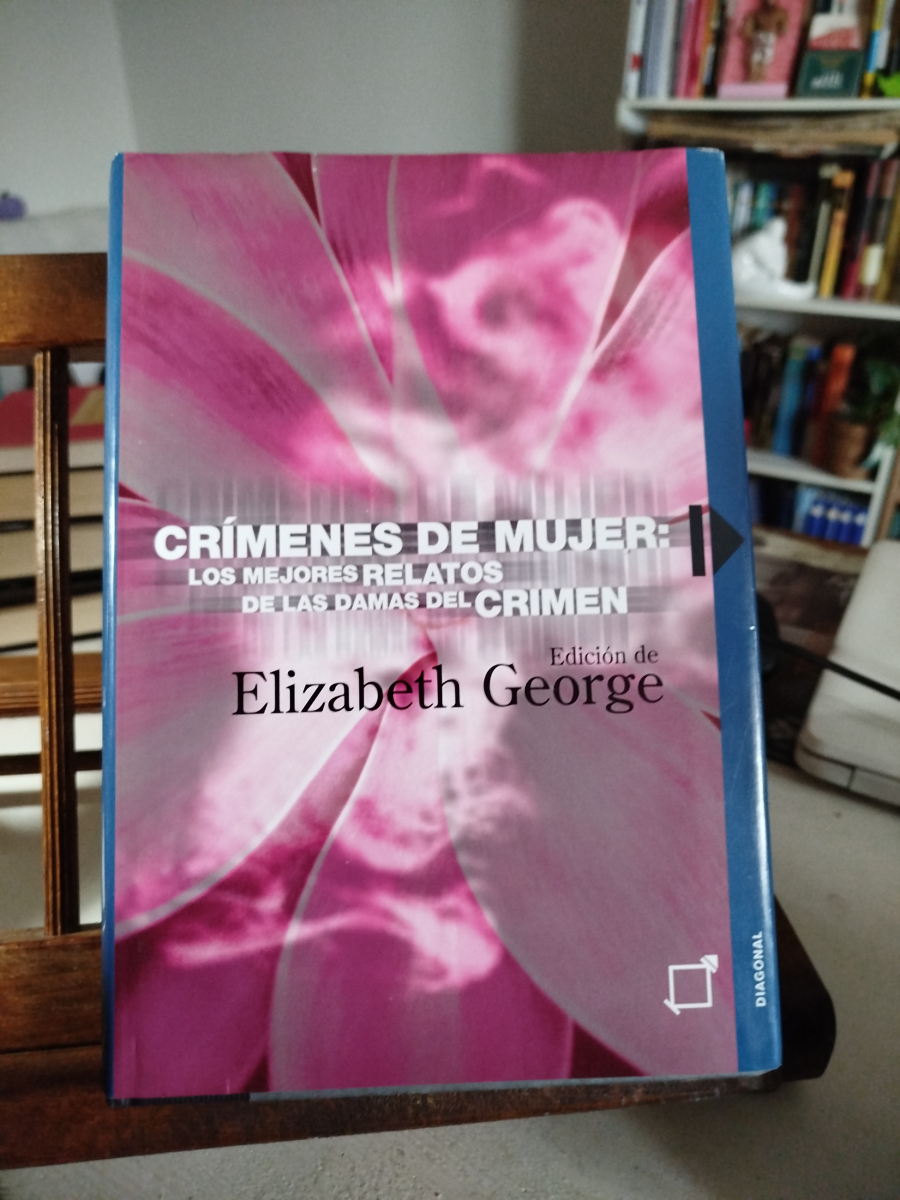 CRÍMENES DE MUJER:
LOS MEJORES RELATOS
DE LAS DAMAS DEL CRIMEN
Edición de
Elizabeth George
DIAGONAL